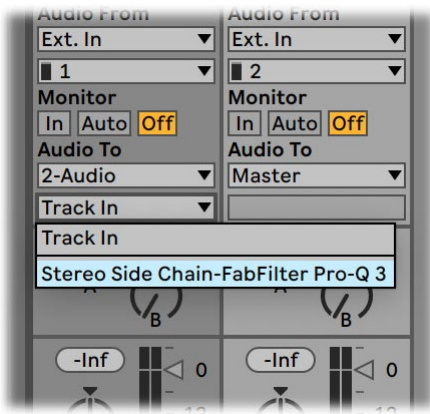 Audio From Audio From
Ext. In Ext. In
1 2
Monitor Monitor
In Auto Off In Auto Off
Audio To Audio To
2-Audio Master
Track In
Track In
Stereo Side Chain-FabFilter Pro-Q 3
A A
B B
-Inf 0 -Inf 0
12 12